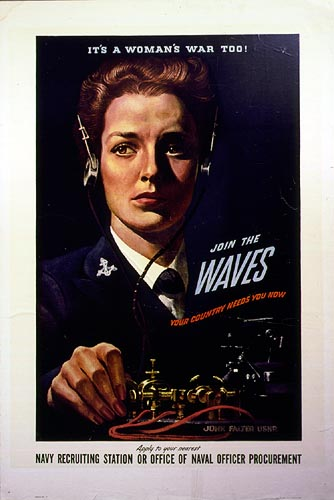 IT'S A WOMAN'S WAR TOO!
JOIN THE
WAVES
YOUR COUNTRY NEEDS YOU NOW
JOHN FALTER USNR
Apply to your nearest
NAVY RECRUITING STATION OR OFFICE OF NAVAL OFFICER PROCUREMENT